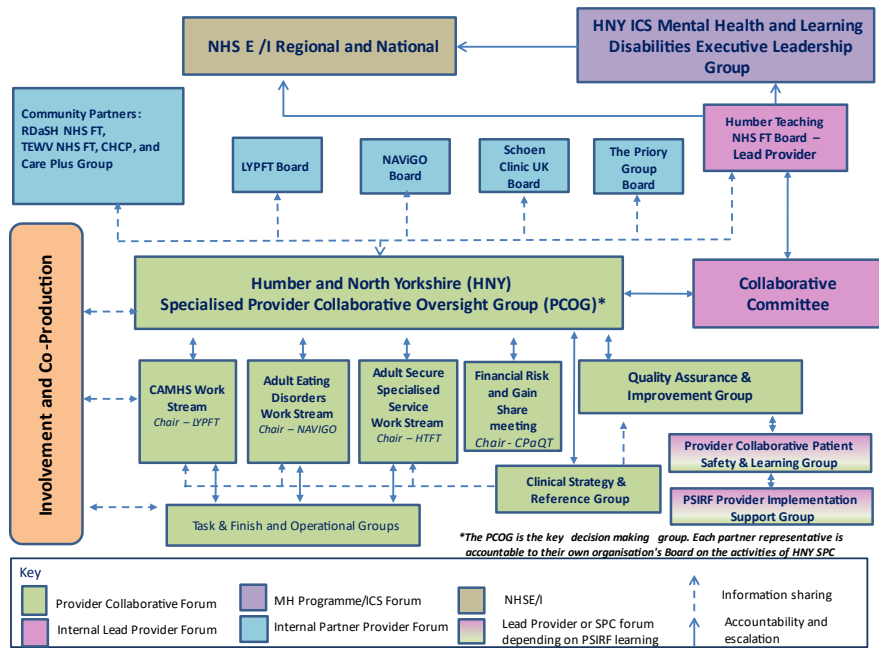 NHS E /I Regional and National
HNY ICS Mental Health and Learning
Disabilities Executive Leadership
Group
Community Partners:
RDaSH NHS FT,
TEWV NHS FT, CHCP, and
Care Plus Group
LYPFT Board
NAViGO
Board
Schoen
Clinic UK
Board
The Priory
Group
Board
Humber Teaching
NHS FT Board –
Lead Provider
Involvement and Co-Production
Humber and North Yorkshire (HNY)
Specialised Provider Collaborative Oversight Group (PCOG)*
Collaborative
Committee
CAMHS Work
Stream
Chair – LYPFT
Adult Eating
Disorders
Work Stream
Chair – NAVIGO
Adult Secure
Specialised
Service
Work Stream
Chair – HTFT
Financial Risk
and Gain
Share
meeting
Chair - CPaQT
Quality Assurance &
Improvement Group
Clinical Strategy &
Reference Group
Provider Collaborative Patient
Safety & Learning Group
PSIRF Provider Implementation
Support Group
Task & Finish and Operational Groups
*The PCOG is the key decision making group. Each partner representative is
accountable to their own organisation's Board on the activities of HNY SPC
Key
Provider Collaborative Forum
Internal Lead Provider Forum
MH Programme/ICS Forum
Internal Partner Provider Forum
NHSE/I
Lead Provider or SPC forum
depending on PSIRF learning
Information sharing
Accountability and
escalation